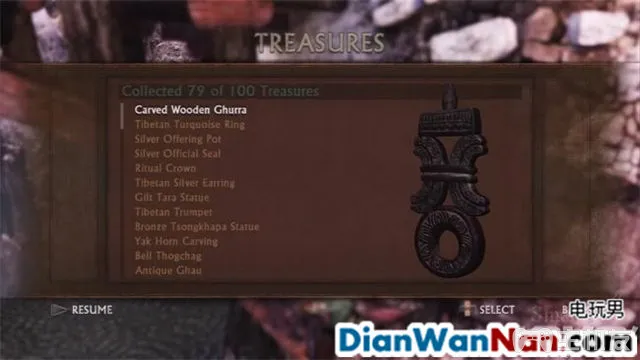 TREASURES
Collected 79 of 100 Treasures
Carved Wooden Ghurra
Tibetan Turquoise Ring
Silver Offering Pot
Silver Official Seal
Ritual Crown
Tibetan Silver Earring
Gilt Tara Statue
Tibetan Trumpet
Bronze Tsongkhapa Statue
Yak Horn Carving
Bell Thogchag
Antique Ghau
RESUME
SELECT
电玩男
DianWanNan.com